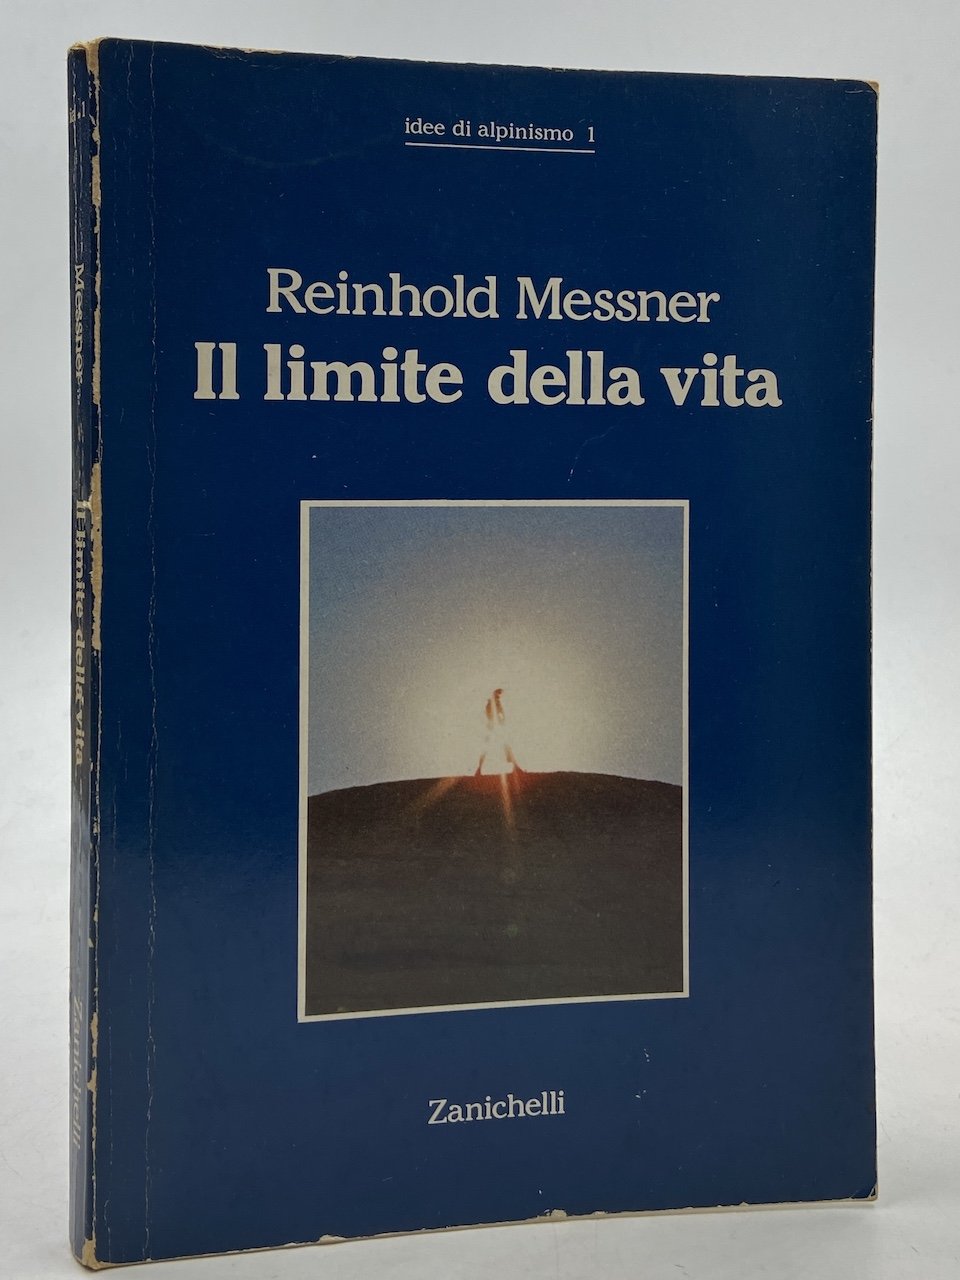 idee di alpinismo 1
Reinhold Messner
Il limite della vita
Zanichelli
Messner
Il limite della vita
Zanichelli